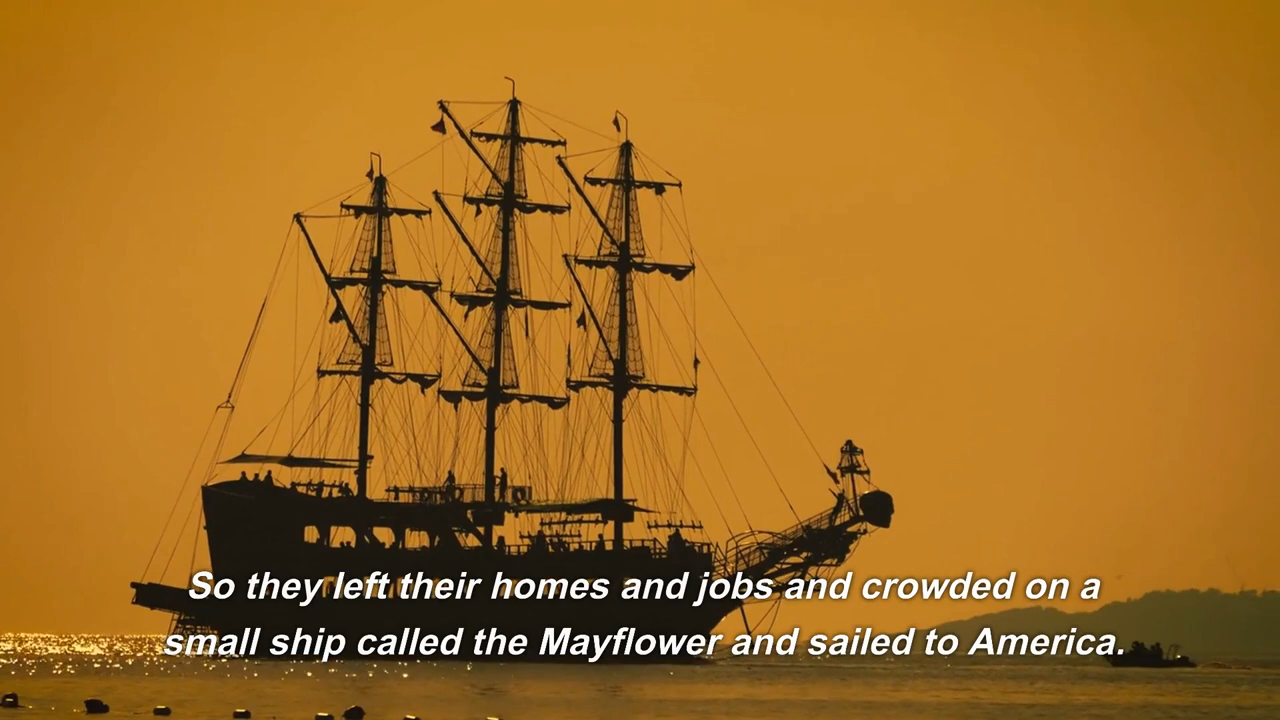 So they left their homes and jobs and crowded on a
small ship called the Mayflower and sailed to America.